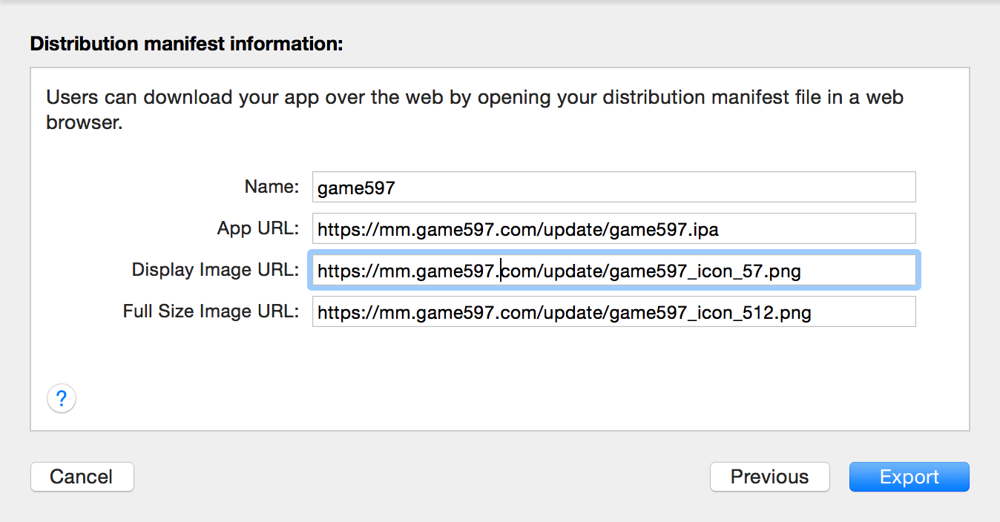 Distribution manifest information:
Users can download your app over the web by opening your distribution manifest file in a web
browser.
Name: game597
App URL: https://mm.game597.com/update/game597.ipa
Display Image URL: https://mm.game597.com/update/game597_icon_57.png
Full Size Image URL: https://mm.game597.com/update/game597_icon_512.png
?
Cancel Previous Export